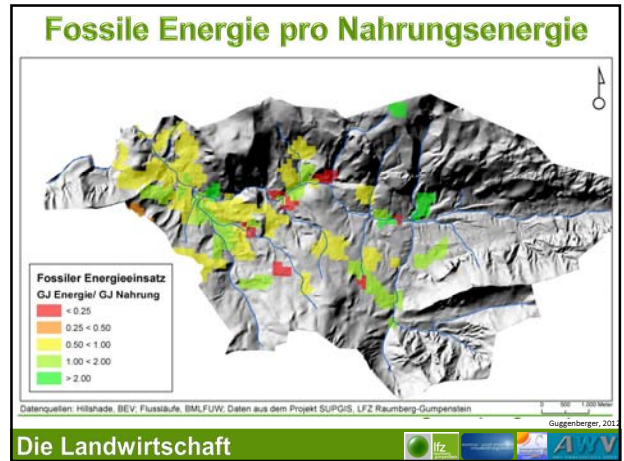 Fossile Energie pro Nahrungsenergie
Fossiler Energieeinsatz
GJ Energie/ GJ Nahrung
< 0.25
0.25 < 0.50
0.50 < 1.00
1.00 < 2.00
> 2.00
0 500 1.000 Meter
Datenquellen: Hillshade, BEV; Flussläufe, BMLFUW; Daten aus dem Projekt SUPGIS, LFZ Raumberg-Gumpenstein
Guggenberger, 2012
Die Landwirtschaft
lfz
AWV